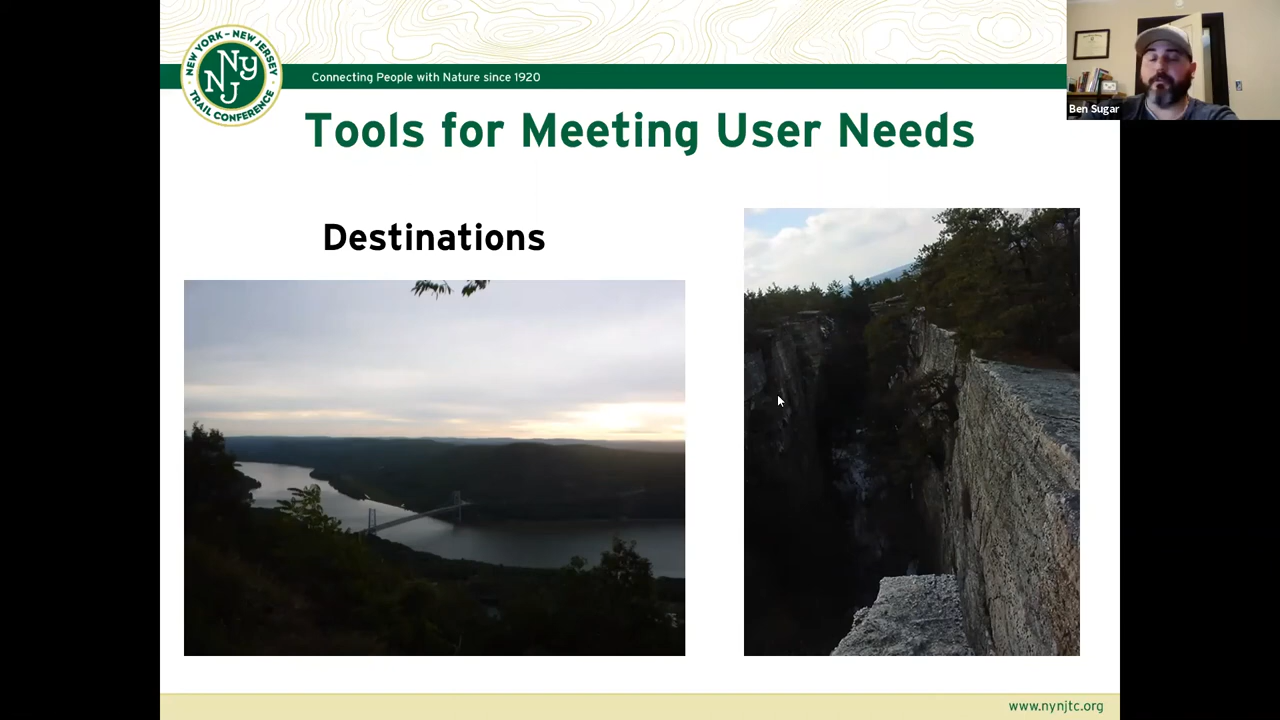 NEW YORK - NEW JERSEY
NY
NJ
TRAIL CONFERENCE
Connecting People with Nature since 1920
Ben Sugar
Tools for Meeting User Needs
Destinations
www.nynjtc.org